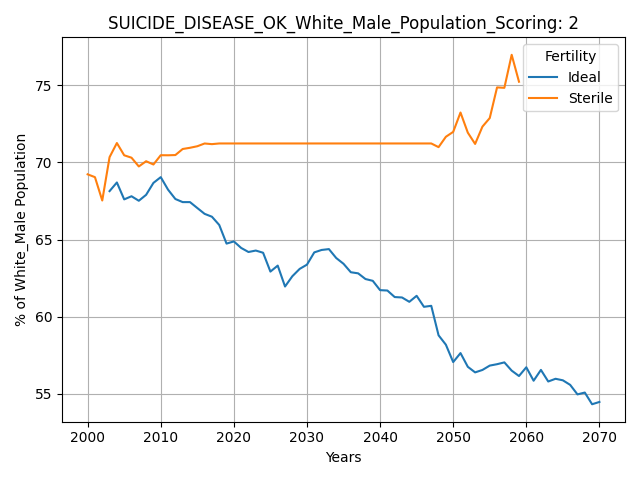 SUICIDE_DISEASE_OK_White_Male_Population_Scoring: 2
Fertility
Ideal
Sterile
% of White_Male Population
75
70
65
60
55
2000 2010 2020 2030 2040 2050 2060 2070
Years